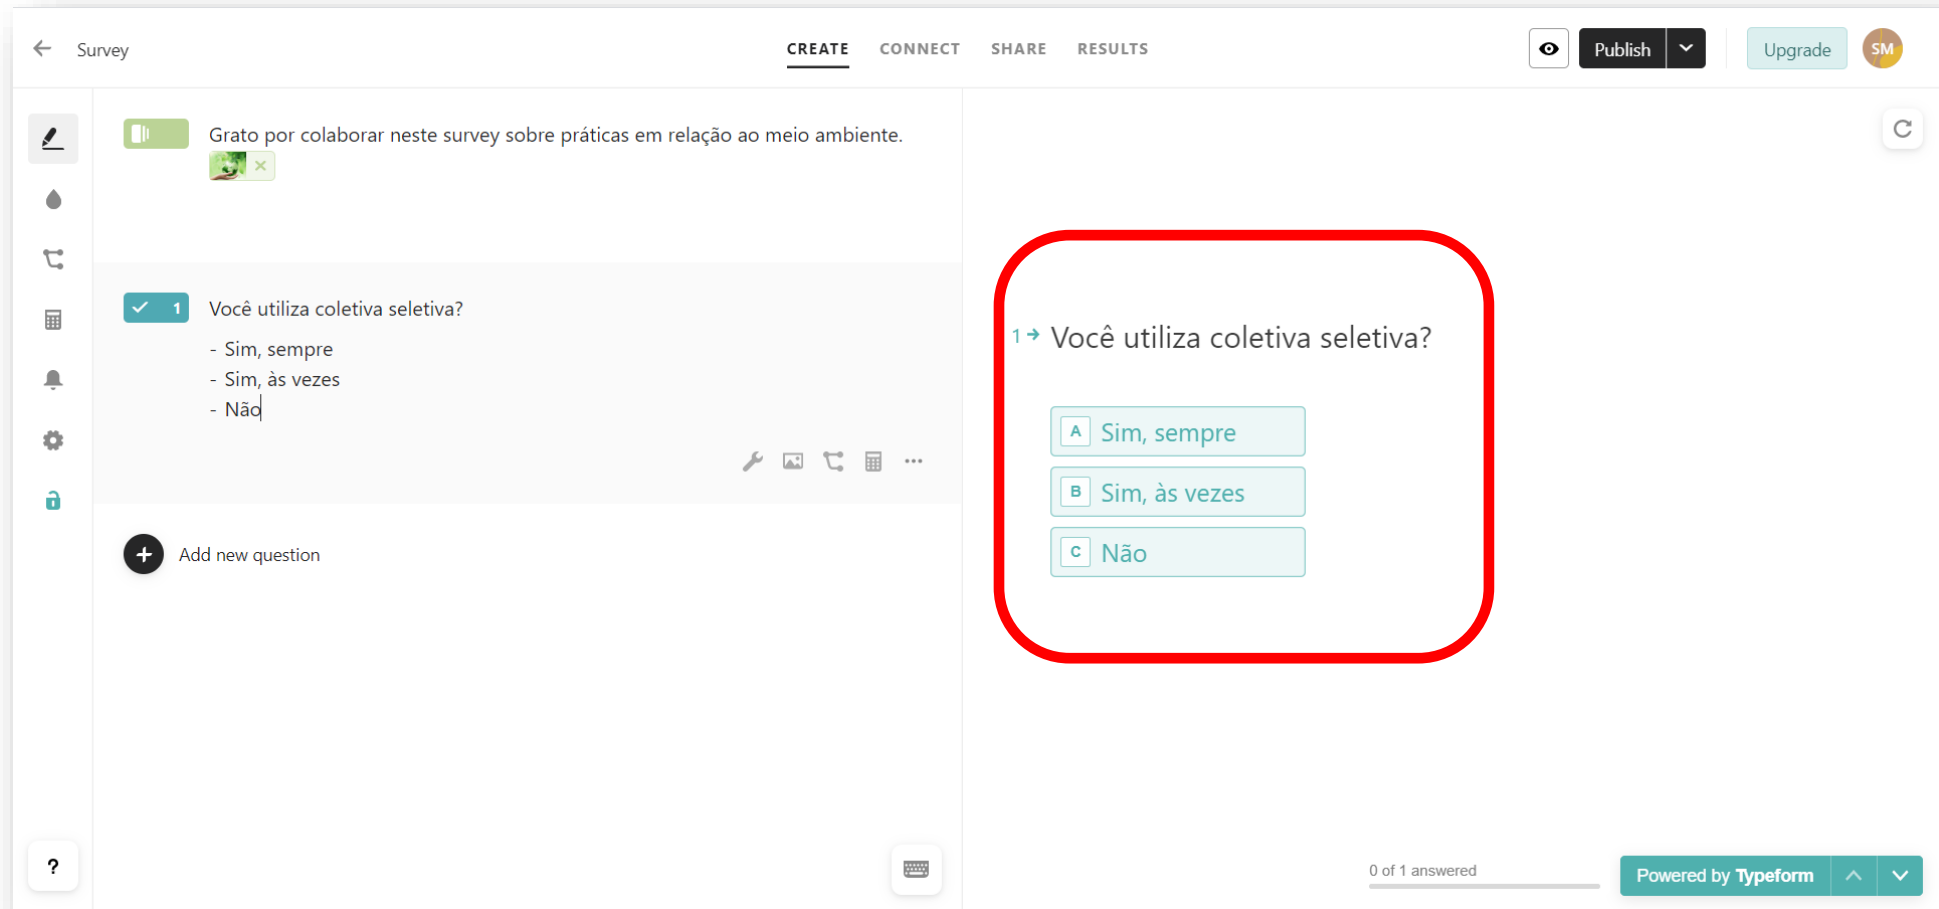 Survey
CREATE CONNECT SHARE RESULTS
Publish
Upgrade
SM
Grato por colaborar neste survey sobre práticas em relação ao meio ambiente.
1 Você utiliza coletiva seletiva?
- Sim, sempre
- Sim, às vezes
- Não
Add new question
?
1 Você utiliza coletiva seletiva?
A Sim, sempre
B Sim, às vezes
C Não
0 of 1 answered
Powered by Typeform